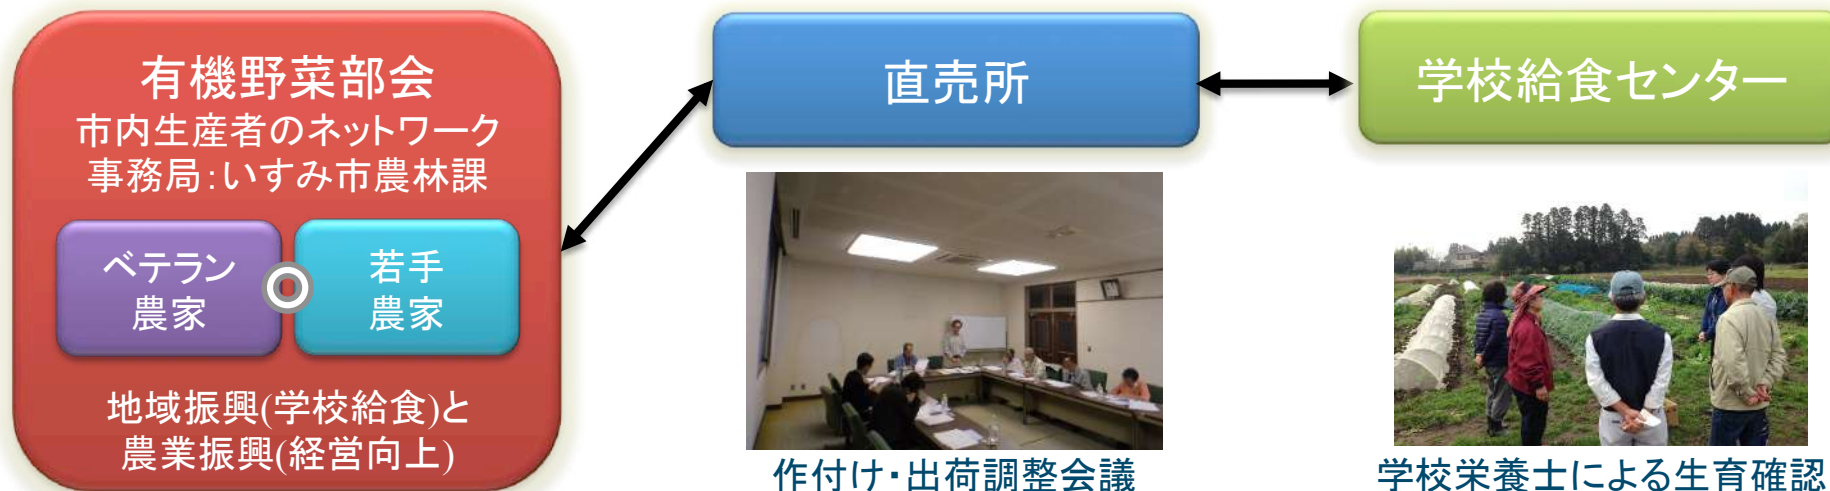 有機野菜部会
市内生産者のネットワーク
事務局：いすみ市農林課
ベテラン
農家
若手
農家
地域振興(学校給食)と
農業振興(経営向上)
直売所
作付け・出荷調整会議
学校給食センター
学校栄養士による生育確認